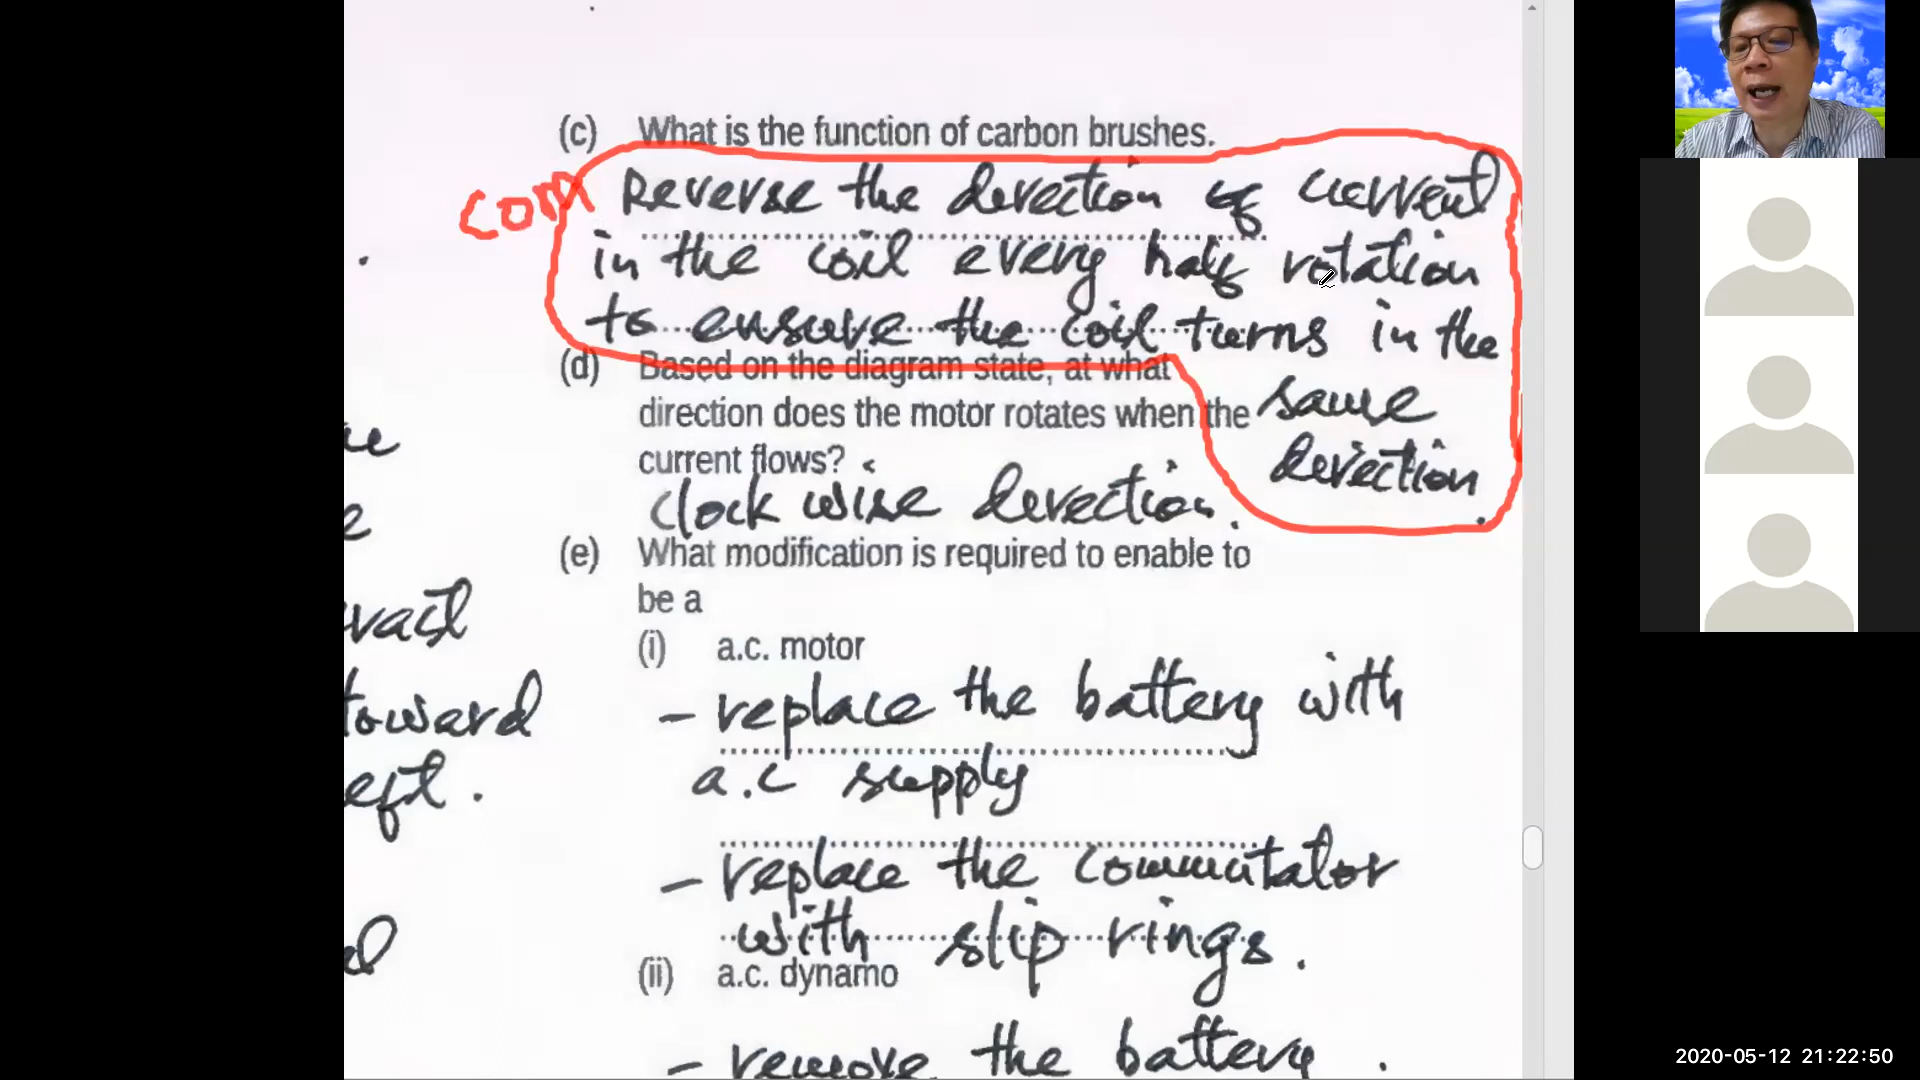 (c) What is the function of carbon brushes.
com
Reverse the direction of current
in the coil every half rotation
to ensure the coil turns in the
same
direction.
(d) Based on the diagram state, at what
direction does the motor rotates when the
current flows?
clock wise direction.
(e) What modification is required to enable to
be a
(i) a.c. motor
- replace the battery with
a.c supply
- replace the commutator
with slip rings.
(ii) a.c. dynamo
- remove the battery.
toward
2020-05-12 21:22:50